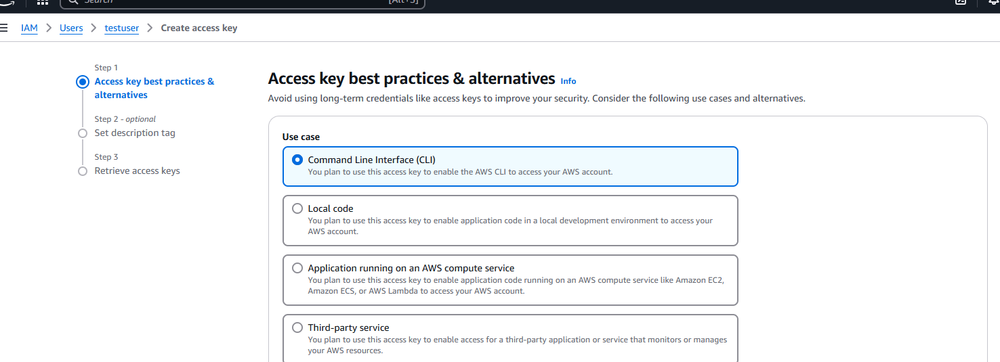 Search [Alt+S]
IAM > Users > testuser > Create access key
Step 1
Access key best practices &
alternatives
Step 2 - optional
Set description tag
Step 3
Retrieve access keys
Access key best practices & alternatives Info
Avoid using long-term credentials like access keys to improve your security. Consider the following use cases and alternatives.
Use case
Command Line Interface (CLI)
You plan to use this access key to enable the AWS CLI to access your AWS account.
Local code
You plan to use this access key to enable application code in a local development environment to access your
AWS account.
Application running on an AWS compute service
You plan to use this access key to enable application code running on an AWS compute service like Amazon EC2,
Amazon ECS, or AWS Lambda to access your AWS account.
Third-party service
You plan to use this access key to enable access for a third-party application or service that monitors or manages
your AWS resources.